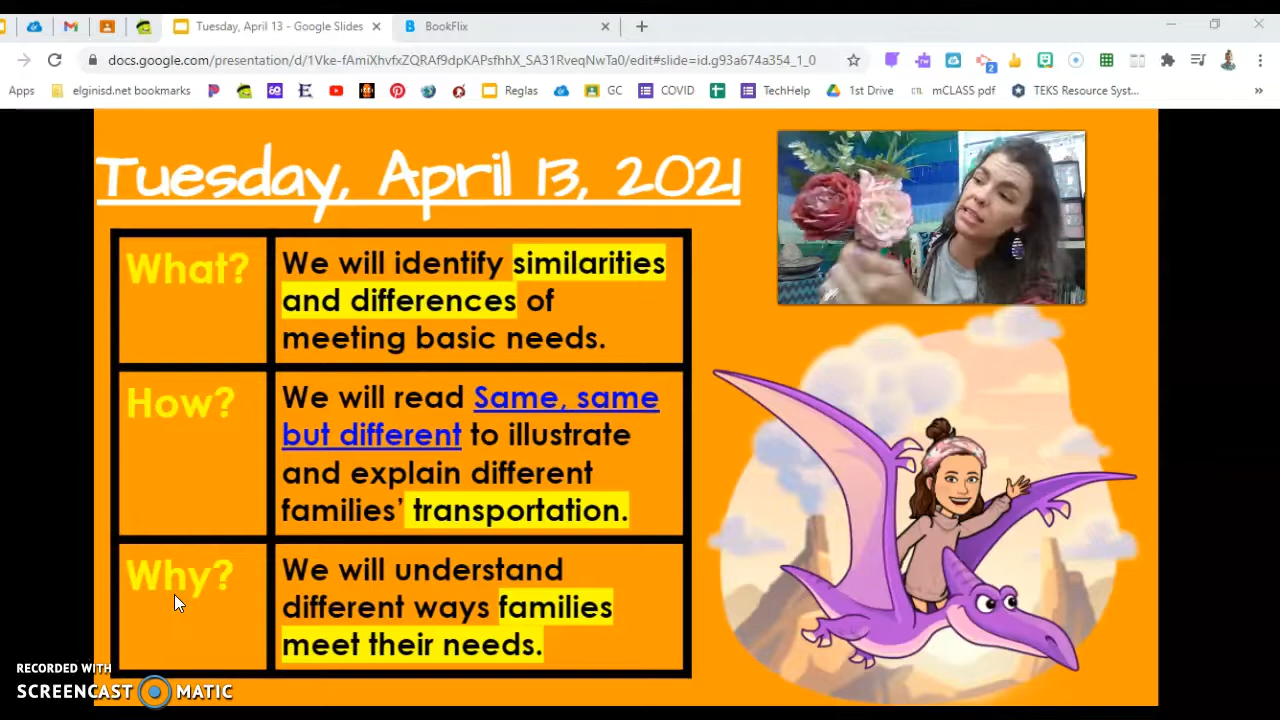 Tuesday, April 13 - Google Slides
BookFlix
docs.google.com/presentation/d/1Vke-fAmiXhvfxZQRAf9dpKAPsfhhX_SA31RveqNwTa0/edit#slide=id.g93a674a354_1_0
Apps elginisd.net bookmarks Reglas GC COVID TechHelp 1st Drive mCLASS pdf TEKS Resource Sy...
Tuesday, April 13, 2021
What?
We will identify similarities
and differences of
meeting basic needs.
How?
We will read Same, same
but different to illustrate
and explain different
families' transportation.
Why?
We will understand
different ways families
meet their needs.
RECORDED WITH
SCREENCAST MATIC